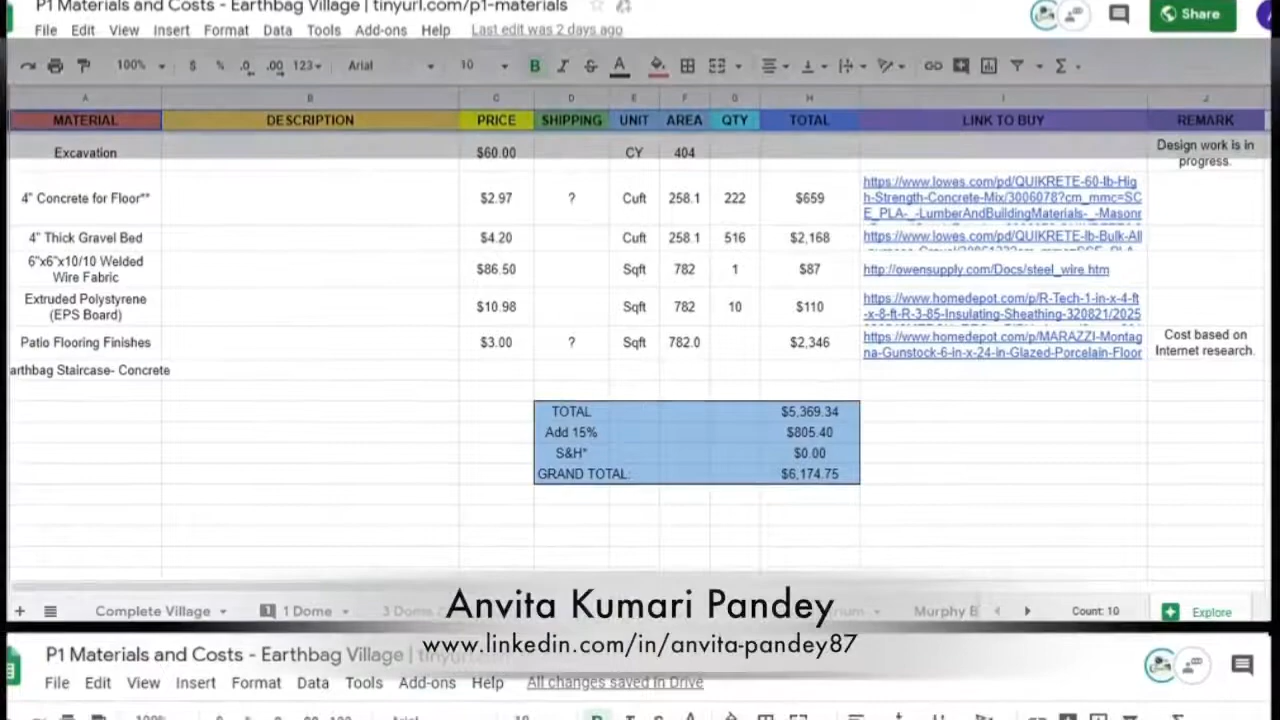 P1 Materials and Costs - Earthbag Village | tinyurl.com/p1-materials
File Edit View Insert Format Data Tools Add-ons Help Last edit was 2 days ago
Share
100% $ % .0 .00 123 Arial 10 B I S A
A B C D E F G H I J
MATERIAL DESCRIPTION PRICE SHIPPING UNIT AREA QTY TOTAL LINK TO BUY REMARK
Excavation $60.00 CY 404 Design work is in
progress.
4" Concrete for Floor** $2.97 ? Cuft 258.1 222 $659 https://www.lowes.com/pd/QUIKRETE-60-lb-Hig
h-Strength-Concrete-Mix/3006078?cm_mmc=SC
E_PLA-_-LumberAndBuildingMaterials-_-Masonr
4" Thick Gravel Bed $4.20 Cuft 258.1 516 $2,168 https://www.lowes.com/pd/QUIKRETE-lb-Bulk-All
6"x6"x10/10 Welded
Wire Fabric $86.50 Sqft 782 1 $87 http://owensupply.com/Docs/steel_wire.htm
Extruded Polystyrene
(EPS Board) $10.98 Sqft 782 10 $110 https://www.homedepot.com/p/R-Tech-1-in-x-4-ft
-x-8-ft-R-3-85-Insulating-Sheathing-320821/2025
Patio Flooring Finishes $3.00 ? Sqft 782.0 $2,346 https://www.homedepot.com/p/MARAZZI-Montag
na-Gunstock-6-in-x-24-in-Glazed-Porcelain-Floor
Cost based on
Internet research.
arthbag Staircase- Concrete
TOTAL $5,369.34
Add 15% $805.40
S&H* $0.00
GRAND TOTAL: $6,174.75
Complete Village 1 Dome 3 Dome Murphy B Count: 10 Explore
Anvita Kumari Pandey
www.linkedin.com/in/anvita-pandey87
P1 Materials and Costs - Earthbag Village | tinyurl
File Edit View Insert Format Data Tools Add-ons Help All changes saved in Drive